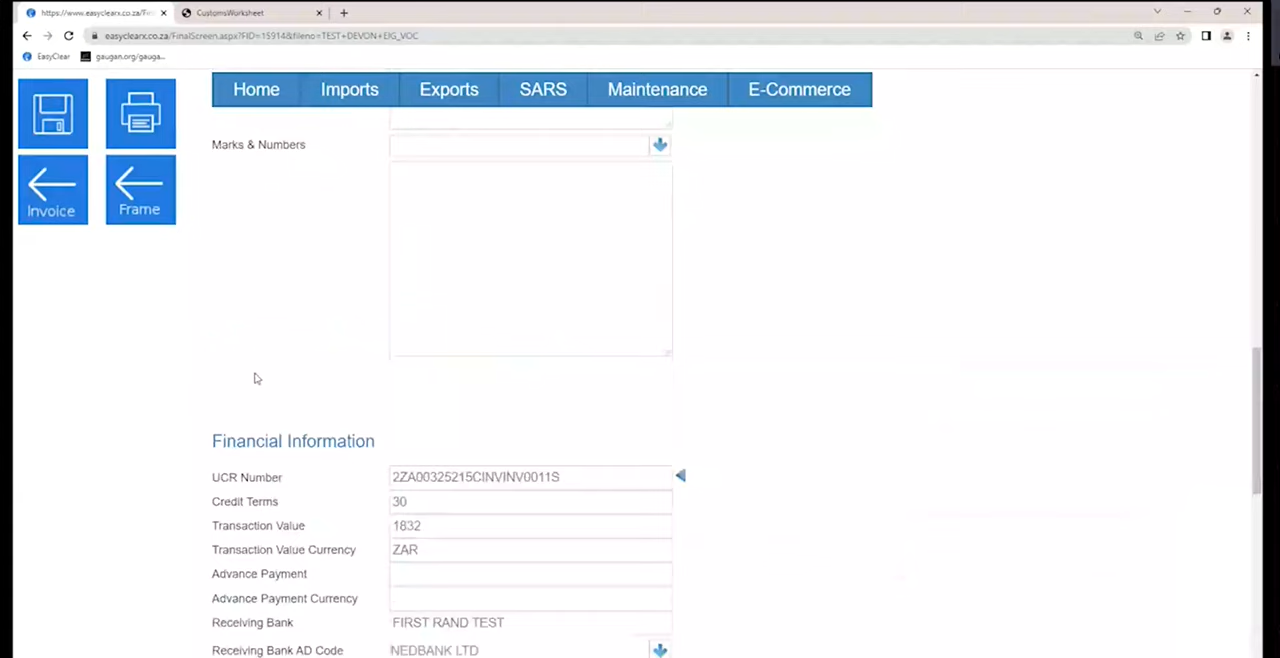 https://www.easyclearx.co.za/Fin
CustomsWorksheet
easyclearx.co.za/FinalScreen.aspx?FID=15914&fileno=TEST+DEVON+EIG_VOC
EasyClear
gaugan.org/gauga...
Home Imports Exports SARS Maintenance E-Commerce
Invoice
Frame
Marks & Numbers
Financial Information
UCR Number 2ZA00325215CINVINV0011S
Credit Terms 30
Transaction Value 1832
Transaction Value Currency ZAR
Advance Payment
Advance Payment Currency
Receiving Bank FIRST RAND TEST
Receiving Bank AD Code NEDBANK LTD